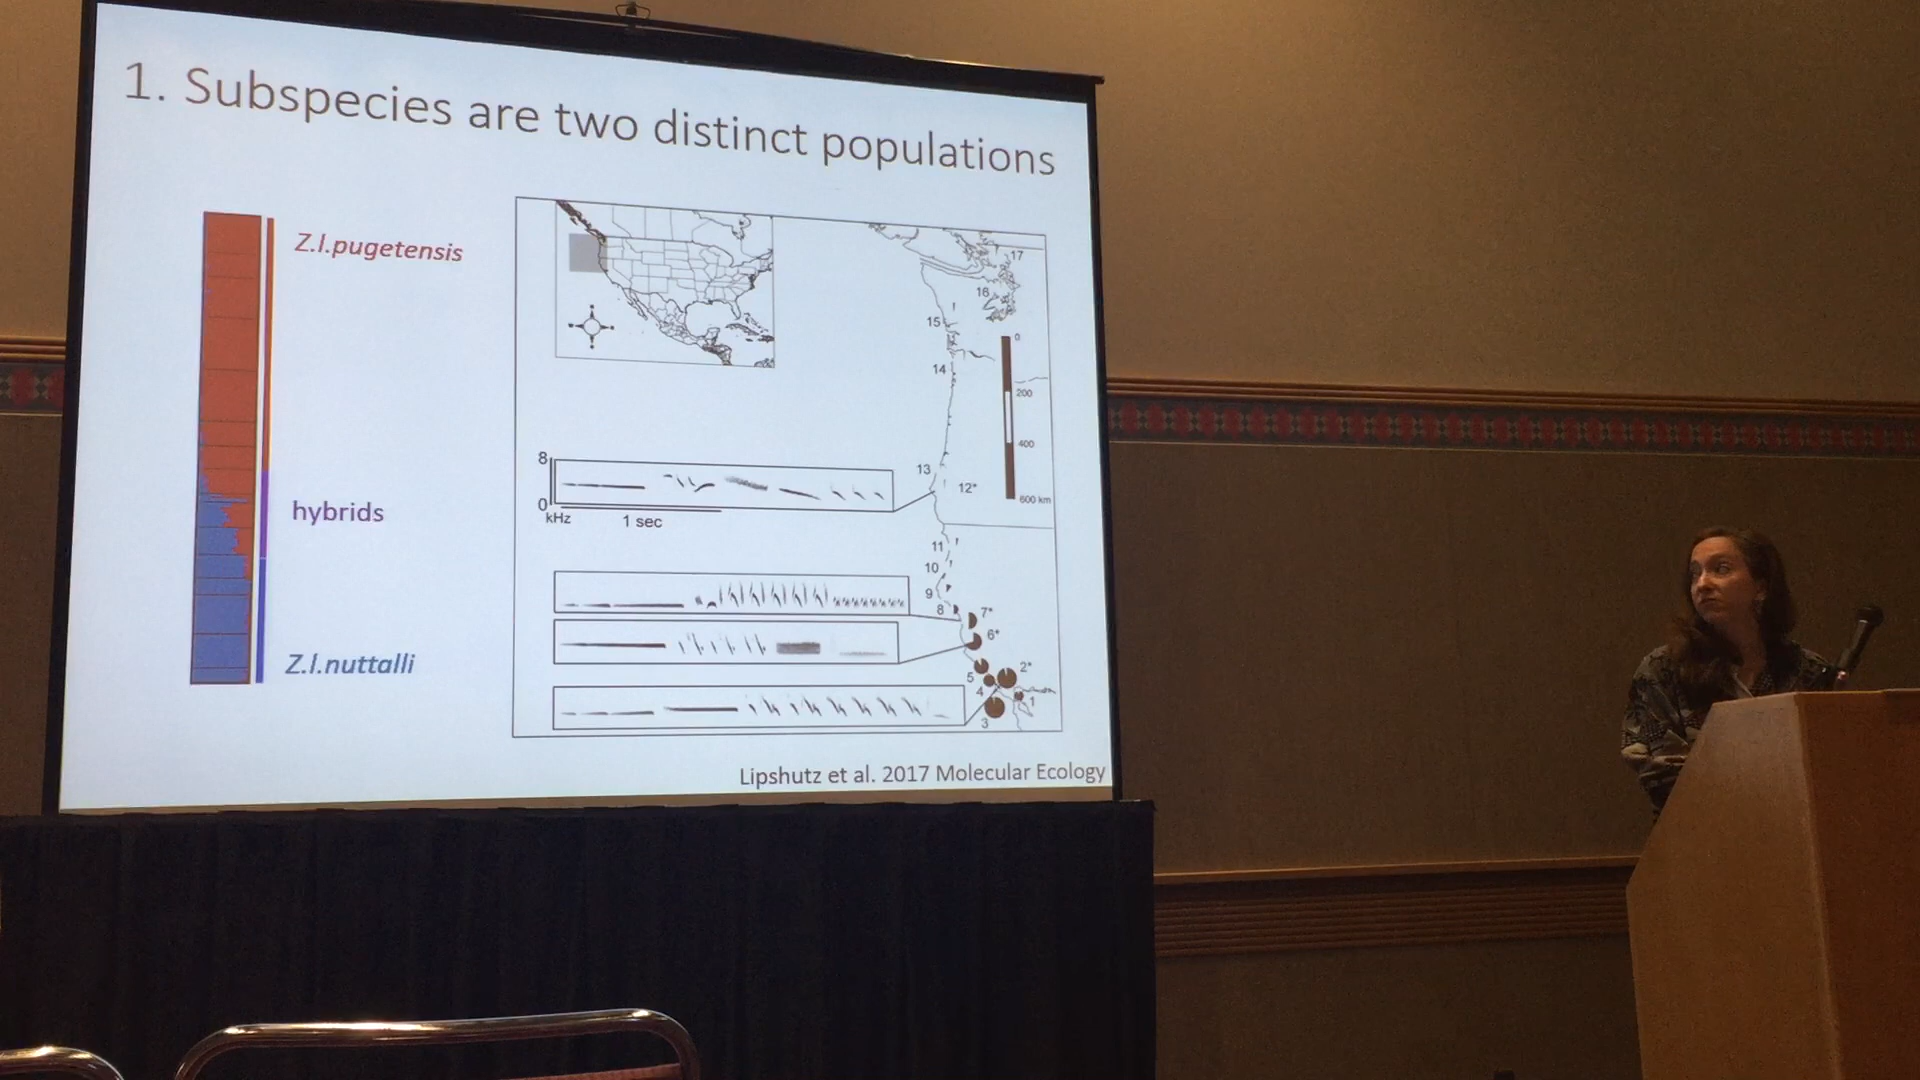 1. Subspecies are two distinct populations
Z.l.pugetensis
hybrids
Z.l.nuttalli
17
16
15
14
0
200
400
600 km
13
12*
8
0
kHz
1 sec
11
10
9
8
7*
6*
5
4
2*
1
3
Lipshutz et al. 2017 Molecular Ecology